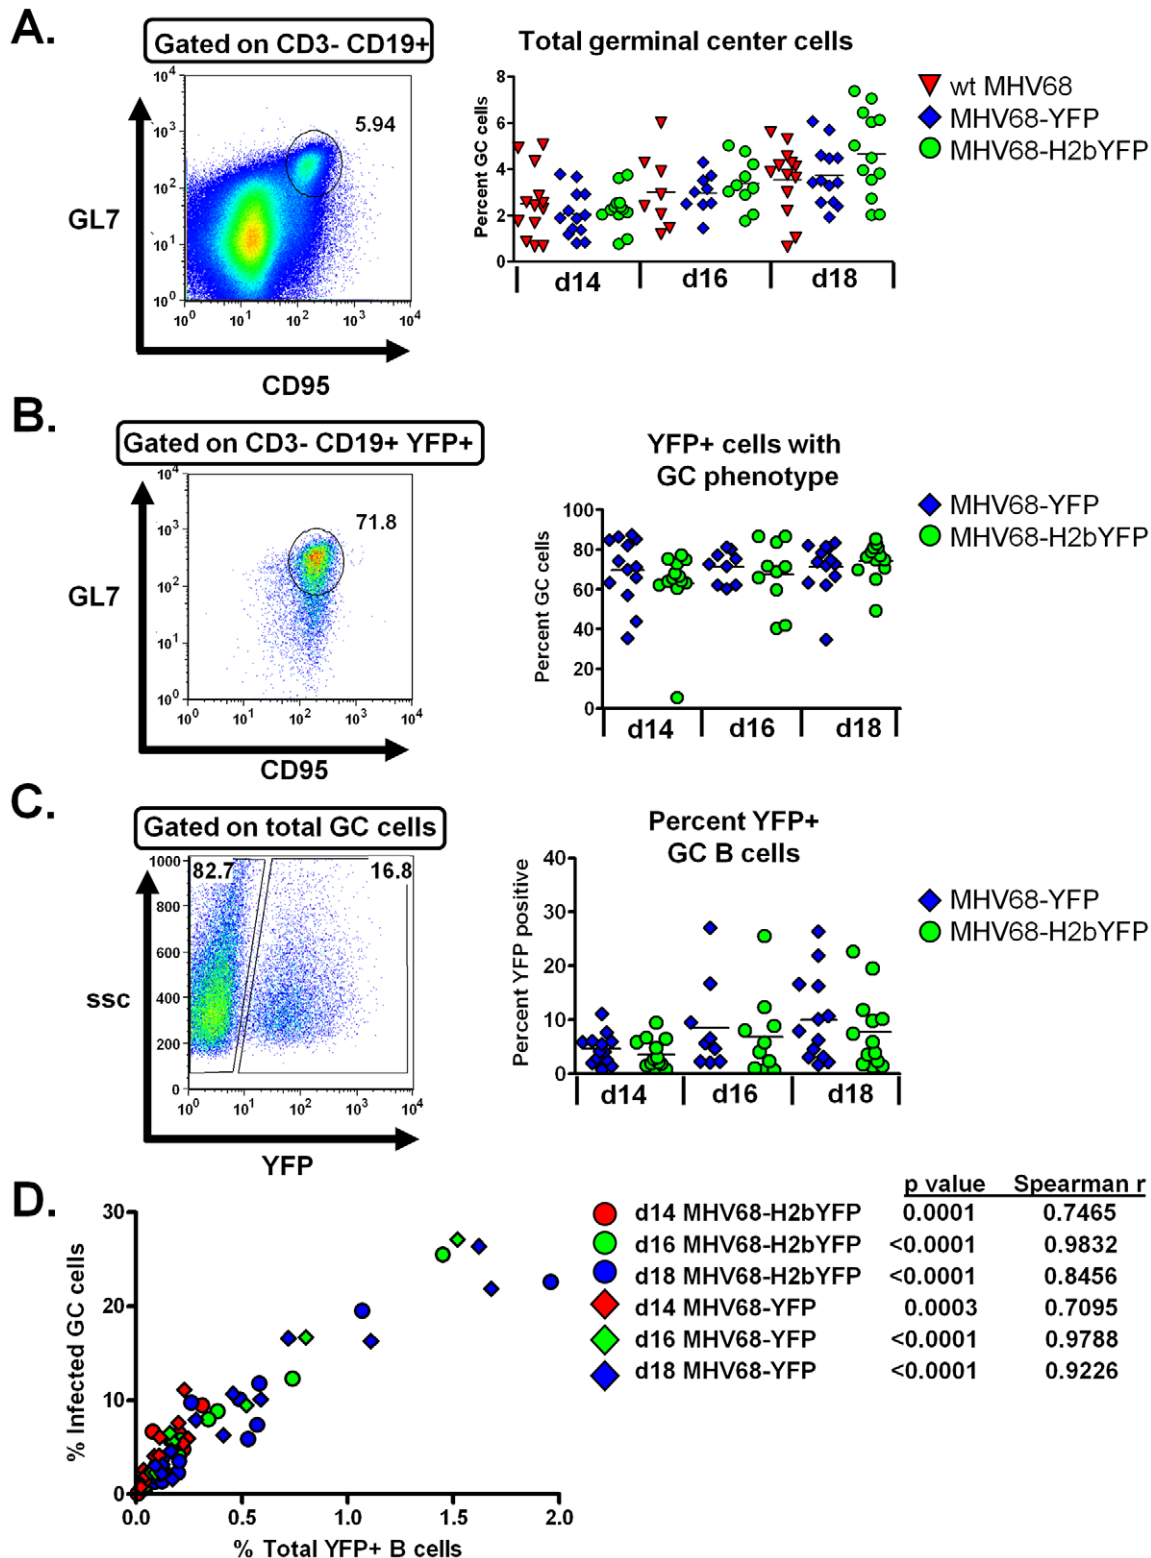 A.
Gated on CD3- CD19+
5.94
10^4
10^3
10^2
10^1
10^0
GL7
10^0 10^1 10^2 10^3 10^4
CD95
Total germinal center cells
Percent GC cells
8
6
4
2
0
d14 d16 d18
wt MHV68
MHV68-YFP
MHV68-H2bYFP
B.
Gated on CD3- CD19+ YFP+
71.8
10^4
10^3
10^2
10^1
10^0
GL7
10^0 10^1 10^2 10^3 10^4
CD95
YFP+ cells with
GC phenotype
Percent GC cells
100
80
60
40
20
0
d14 d16 d18
MHV68-YFP
MHV68-H2bYFP
C.
Gated on total GC cells
82.7 16.8
1000
800
600
400
200
0
ssc
10^0 10^1 10^2 10^3 10^4
YFP
Percent YFP+
GC B cells
Percent YFP positive
40
30
20
10
0
d14 d16 d18
MHV68-YFP
MHV68-H2bYFP
D.
% Infected GC cells
30
20
10
0
0.0 0.5 1.0 1.5 2.0
% Total YFP+ B cells
p value Spearman r
d14 MHV68-H2bYFP 0.0001 0.7465
d16 MHV68-H2bYFP <0.0001 0.9832
d18 MHV68-H2bYFP <0.0001 0.8456
d14 MHV68-YFP 0.0003 0.7095
d16 MHV68-YFP <0.0001 0.9788
d18 MHV68-YFP <0.0001 0.9226